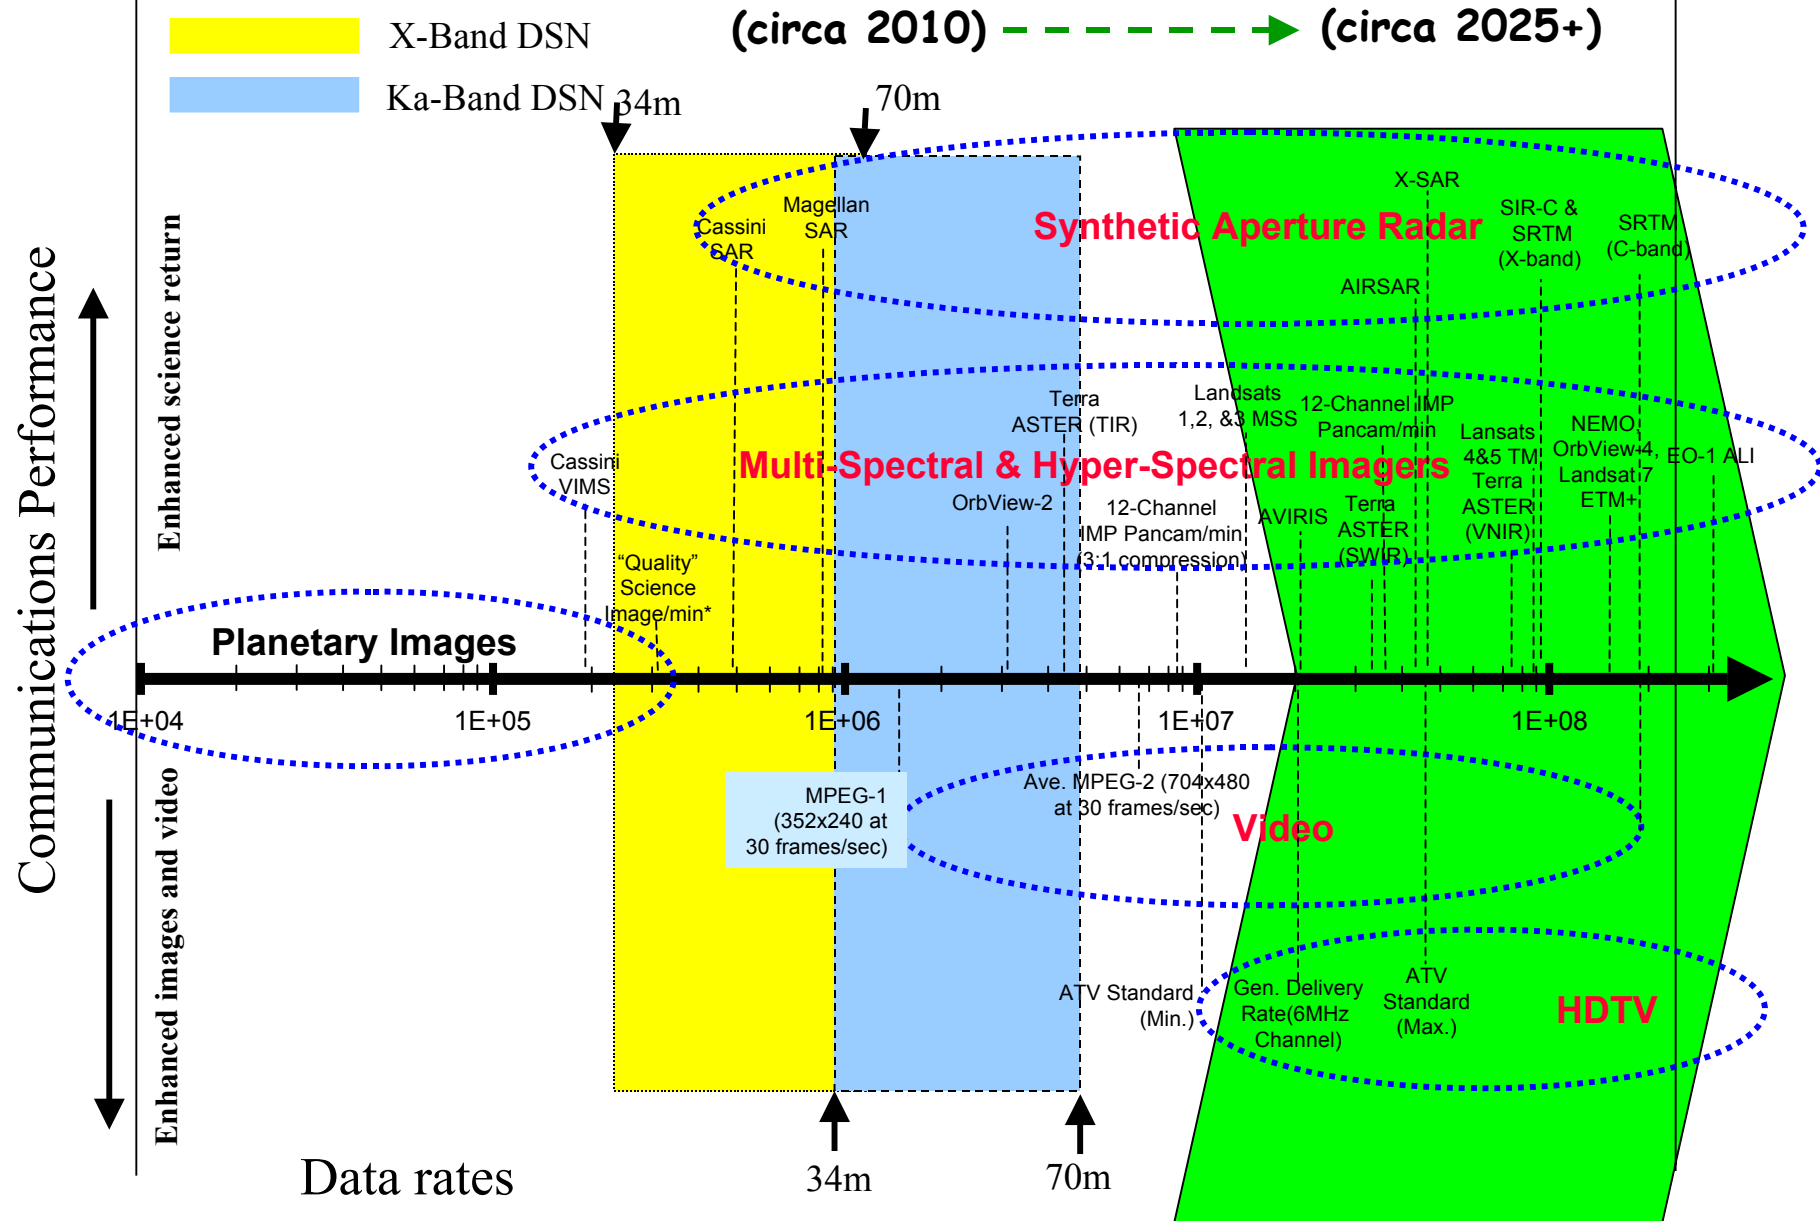 X-Band DSN
(circa 2010)
(circa 2025+)
Ka-Band DSN
34m
70m
Communications Performance
Enhanced science return
Enhanced images and video
X-SAR
Magellan
SAR
Cassini
SAR
Synthetic Aperture Radar
SIR-C &
SRTM
(X-band)
SRTM
(C-band)
AIRSAR
Terra
ASTER (TIR)
Landsats
1,2, &3 MSS
12-Channel IMP
Pancam/min
Lansats
4&5 TM
Terra
ASTER
(VNIR)
NEMO,
OrbView-4,
Landsat 7
ETM+
EO-1 ALI
Cassini
VIMS
Multi-Spectral & Hyper-Spectral Imagers
OrbView-2
12-Channel
IMP Pancam/min
(3:1 compression)
AVIRIS
Terra
ASTER
(SWIR)
“Quality”
Science
Image/min*
Planetary Images
1E+04
1E+05
1E+06
1E+07
1E+08
MPEG-1
(352x240 at
30 frames/sec)
Ave. MPEG-2 (704x480
at 30 frames/sec)
Video
ATV Standard
(Min.)
Gen. Delivery
Rate(6MHz
Channel)
ATV
Standard
(Max.)
HDTV
Data rates
34m
70m